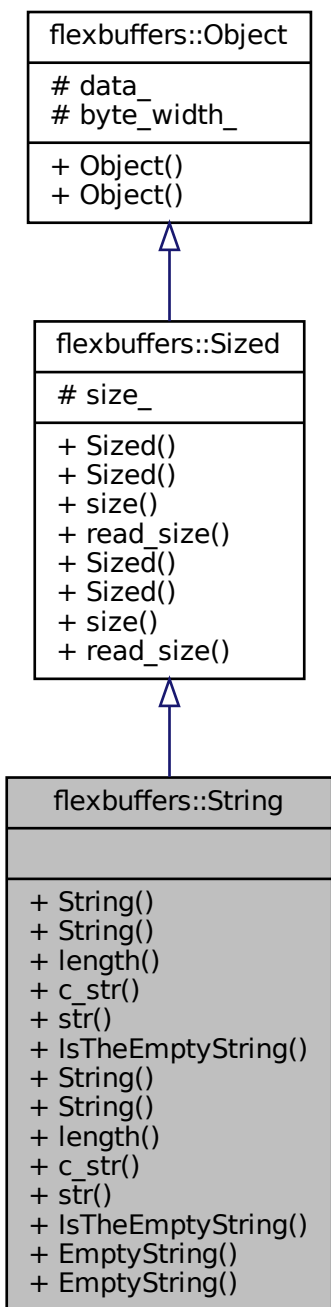 flexbuffers::Object
# data_
# byte_width_
+ Object()
+ Object()
flexbuffers::Sized
# size_
+ Sized()
+ Sized()
+ size()
+ read_size()
+ Sized()
+ Sized()
+ size()
+ read_size()
flexbuffers::String
+ String()
+ String()
+ length()
+ c_str()
+ str()
+ IsTheEmptyString()
+ String()
+ String()
+ length()
+ c_str()
+ str()
+ IsTheEmptyString()
+ EmptyString()
+ EmptyString()